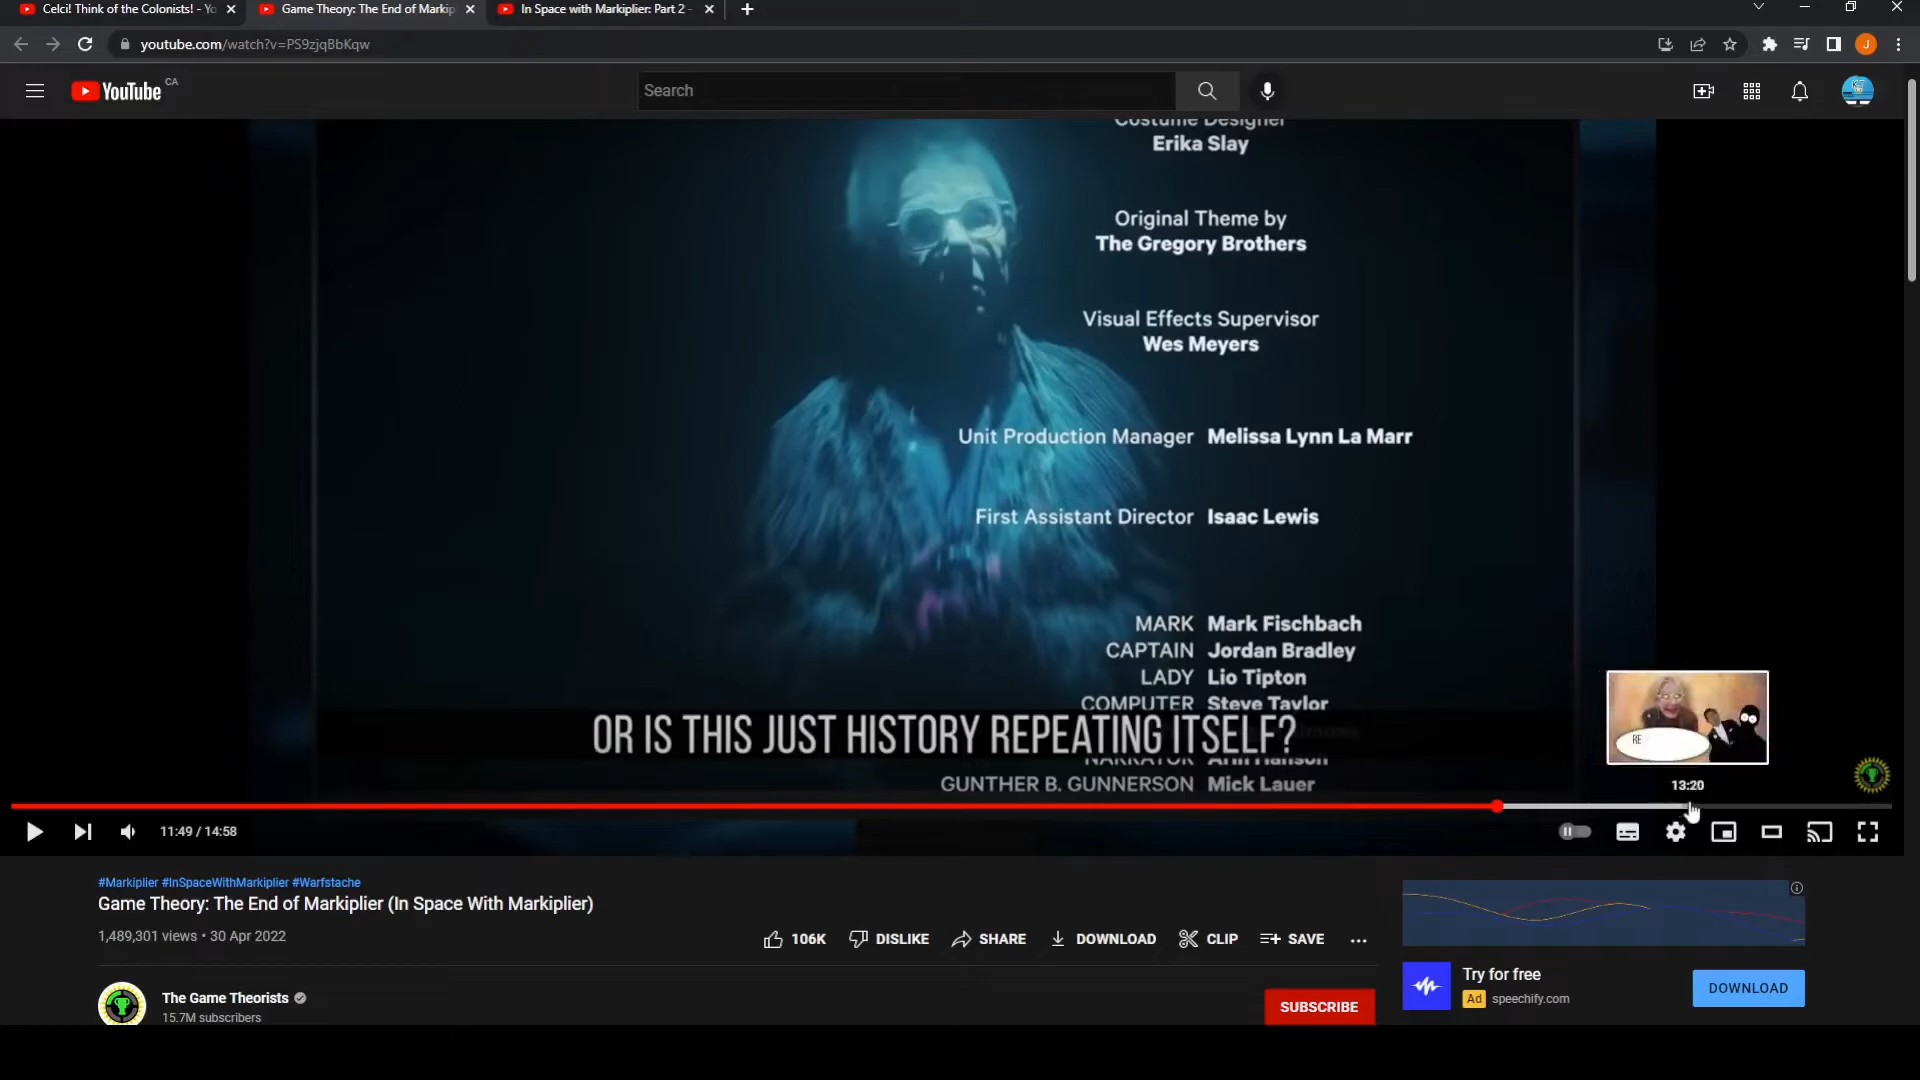 Celci! Think of the Colonists! - Yo
Game Theory: The End of Markip
In Space with Markiplier: Part 2 -
youtube.com/watch?v=PS9zjqBbKqw
YouTube CA
Search
Costume Designer
Erika Slay
Original Theme by
The Gregory Brothers
Visual Effects Supervisor
Wes Meyers
Unit Production Manager Melissa Lynn La Marr
First Assistant Director Isaac Lewis
MARK Mark Fischbach
CAPTAIN Jordan Bradley
LADY Lio Tipton
COMPUTER Steve Taylor
OR IS THIS JUST HISTORY REPEATING ITSELF?
NARRATOR
GUNTHER B. GUNNERSON Mick Lauer
RE
13:20
11:49 / 14:58
#Markiplier #InSpaceWithMarkiplier #Warfstache
Game Theory: The End of Markiplier (In Space With Markiplier)
1,489,301 views • 30 Apr 2022
106K DISLIKE SHARE DOWNLOAD CLIP SAVE
The Game Theorists
15.7M subscribers
SUBSCRIBE
Try for free
Ad speechify.com
DOWNLOAD
J